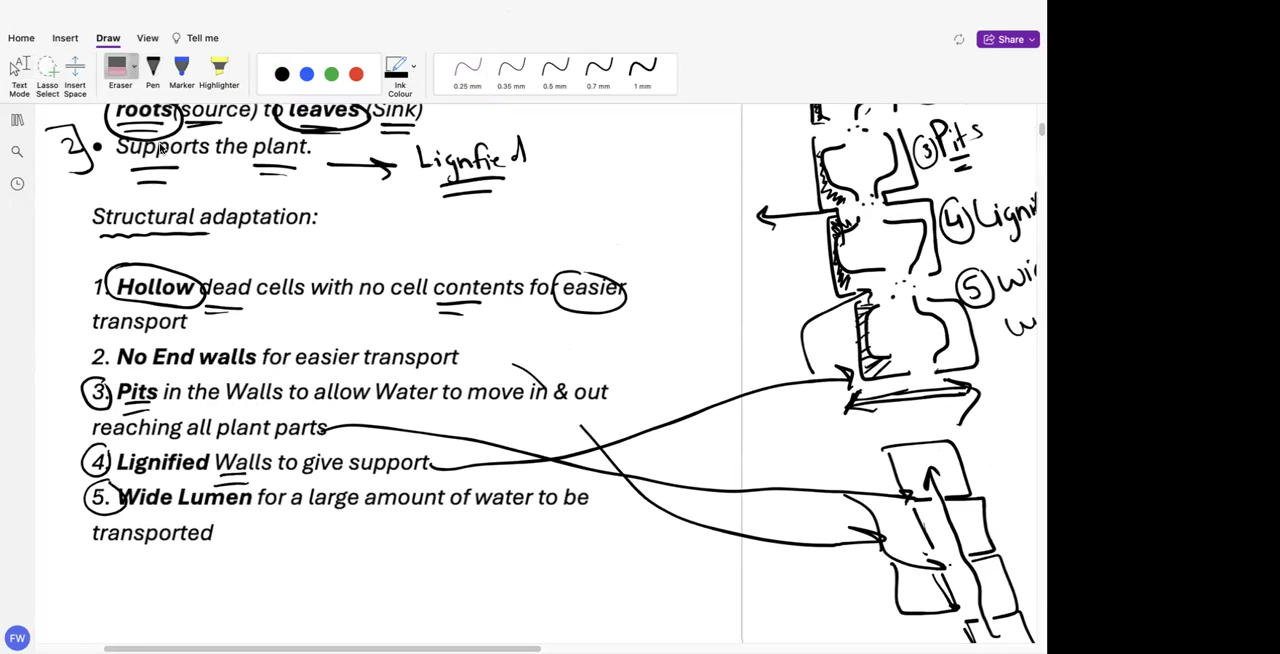 Home Insert Draw View Tell me
Share
Text Mode Lasso Select Insert Space Eraser Pen Marker Highlighter Ink Colour 0.25 mm 0.35 mm 0.5 mm 0.7 mm 1 mm
roots (source) to leaves (Sink)
2 • Supports the plant. → Lignfied
Structural adaptation:
1. Hollow dead cells with no cell contents for easier
transport
2. No End walls for easier transport
3. Pits in the Walls to allow Water to move in & out
reaching all plant parts
4. Lignified Walls to give support
5. Wide Lumen for a large amount of water to be
transported
③ Pits
④ Lignif
⑤ Wi
w
FW